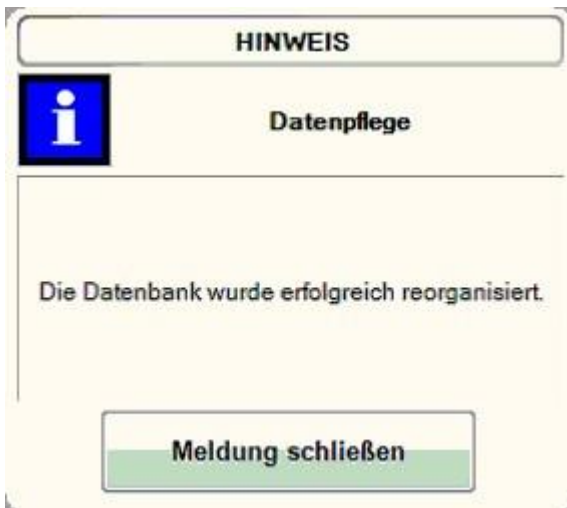 HINWEIS
i
Datenpflege
Die Datenbank wurde erfolgreich reorganisiert.
Meldung schließen